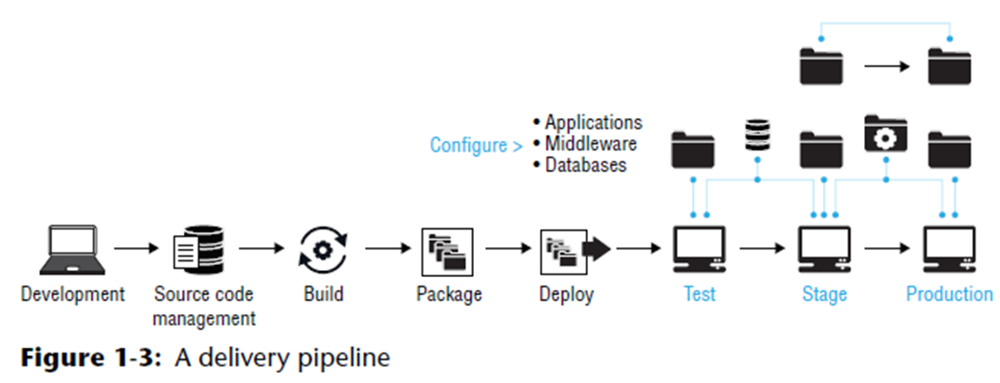 • Applications
Configure > • Middleware
• Databases
Development
Source code
management
Build
Package
Deploy
Test
Stage
Production
Figure 1-3: A delivery pipeline